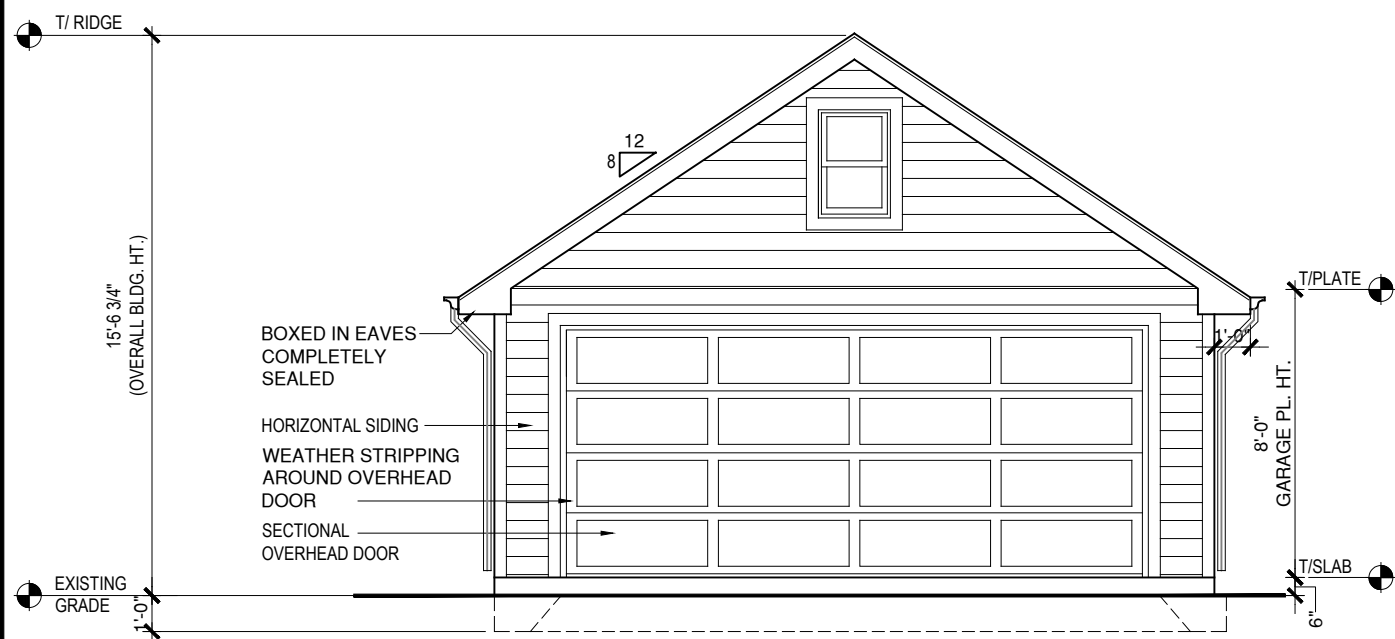 T/ RIDGE
12
8
15'-6 3/4"
(OVERALL BLDG. HT.)
T/PLATE
BOXED IN EAVES
COMPLETELY
SEALED
1'-0"
HORIZONTAL SIDING
8'-0"
GARAGE PL. HT.
WEATHER STRIPPING
AROUND OVERHEAD
DOOR
SECTIONAL
OVERHEAD DOOR
T/SLAB
EXISTING
GRADE
1'-0"
6"